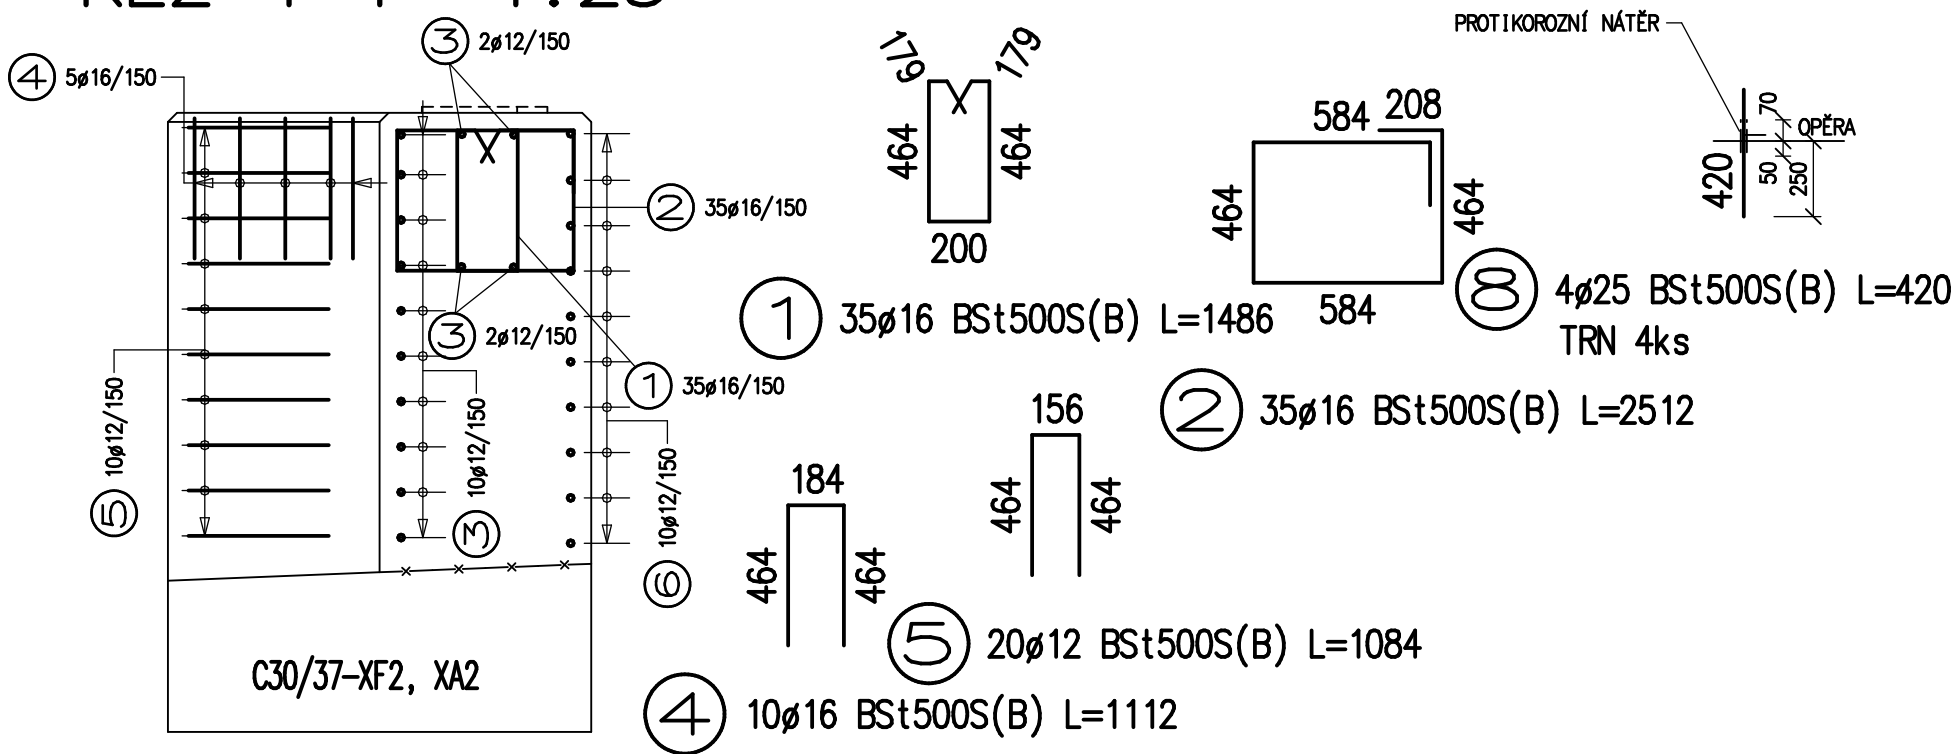 ③ 2ø12/150
④ 5ø16/150
② 35ø16/150
③ 2ø12/150
① 35ø16/150
⑤ 10ø12/150
③ 10ø12/150
⑥ 10ø12/150
C30/37-XF2, XA2
179 179
464 464
200
① 35ø16 BSt500S(B) L=1486
584 208
464 464
584
② 35ø16 BSt500S(B) L=2512
PROTIKOROZNÍ NÁTĚR
70
OPĚRA
420
50
250
⑧ 4ø25 BSt500S(B) L=420
TRN 4ks
156
464 464
⑤ 20ø12 BSt500S(B) L=1084
184
464 464
④ 10ø16 BSt500S(B) L=1112